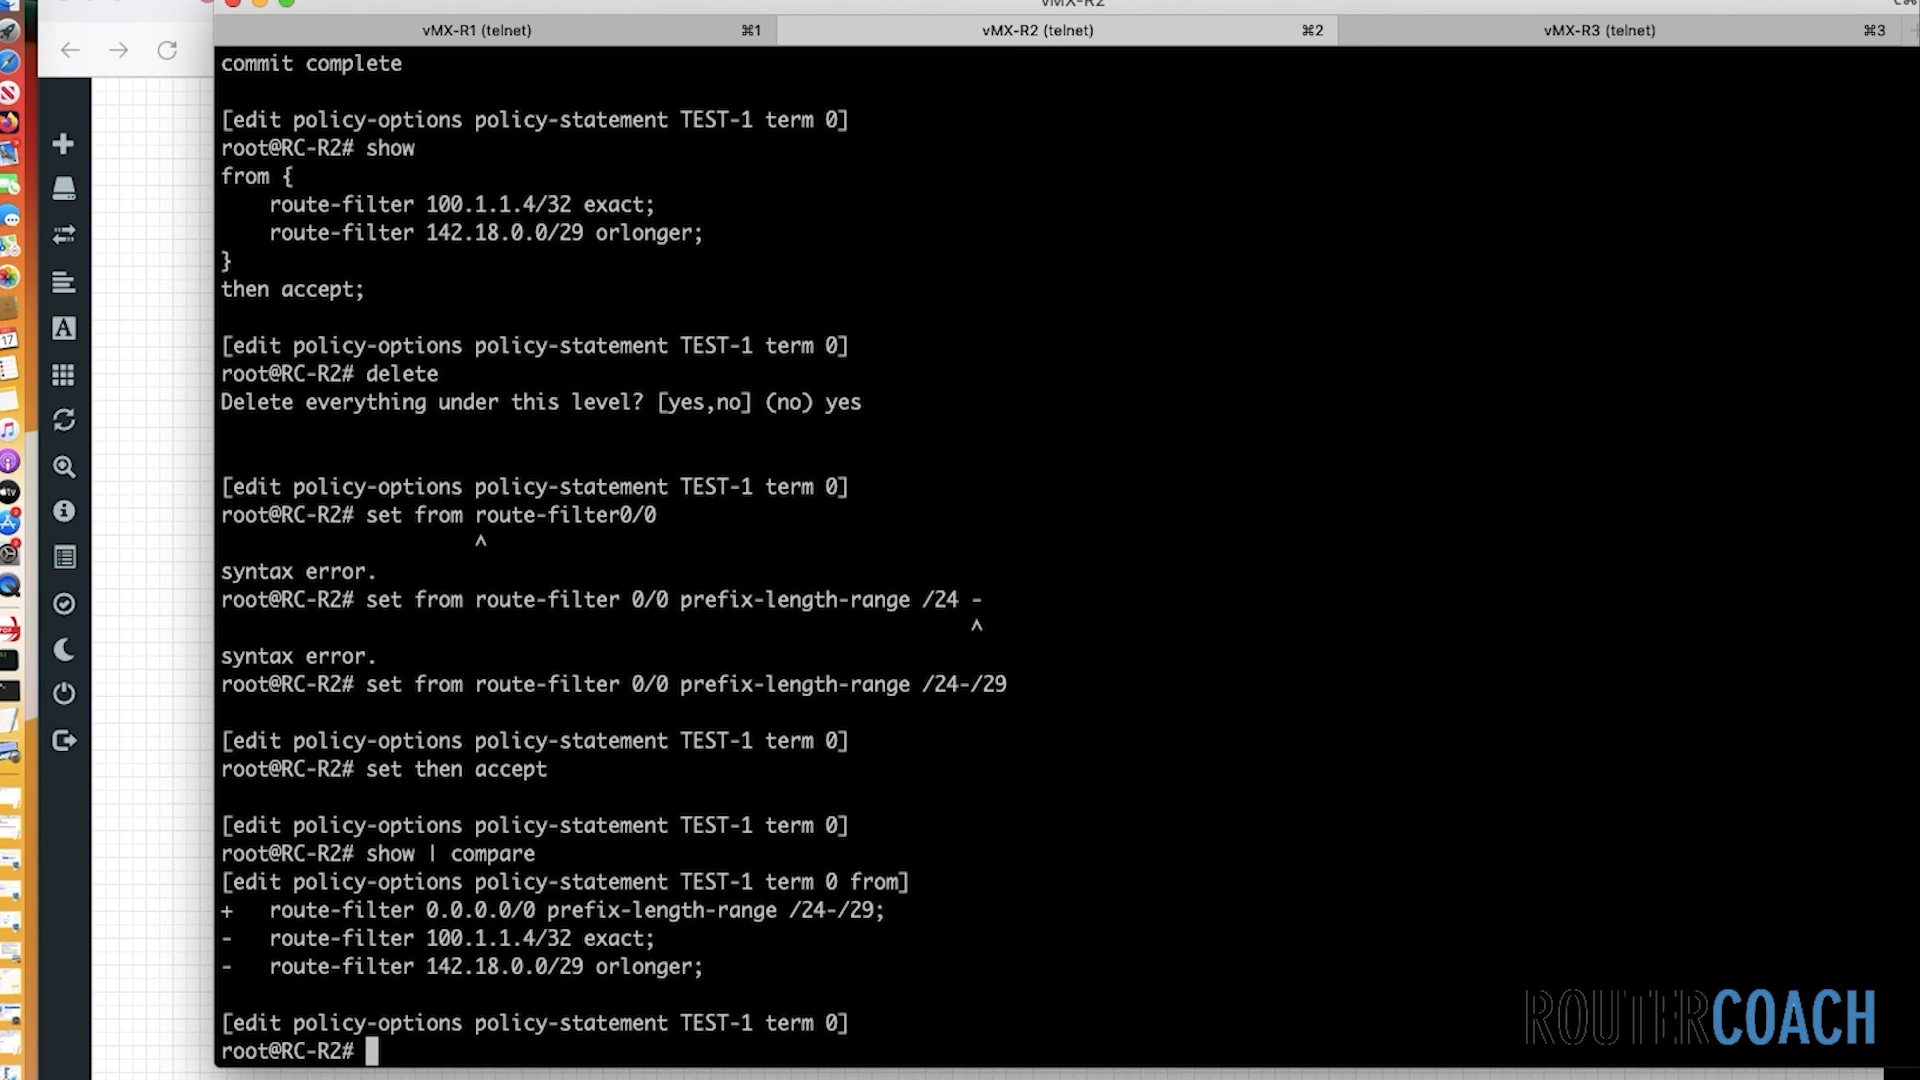 vMX-R2
vMX-R1 (telnet) ⌘1 vMX-R2 (telnet) ⌘2 vMX-R3 (telnet) ⌘3
commit complete
[edit policy-options policy-statement TEST-1 term 0]
root@RC-R2# show
from {
    route-filter 100.1.1.4/32 exact;
    route-filter 142.18.0.0/29 orlonger;
}
then accept;
[edit policy-options policy-statement TEST-1 term 0]
root@RC-R2# delete
Delete everything under this level? [yes,no] (no) yes
[edit policy-options policy-statement TEST-1 term 0]
root@RC-R2# set from route-filter0/0
^
syntax error.
root@RC-R2# set from route-filter 0/0 prefix-length-range /24 -
^
syntax error.
root@RC-R2# set from route-filter 0/0 prefix-length-range /24-/29
[edit policy-options policy-statement TEST-1 term 0]
root@RC-R2# set then accept
[edit policy-options policy-statement TEST-1 term 0]
root@RC-R2# show | compare
[edit policy-options policy-statement TEST-1 term 0 from]
+   route-filter 0.0.0.0/0 prefix-length-range /24-/29;
-   route-filter 100.1.1.4/32 exact;
-   route-filter 142.18.0.0/29 orlonger;
[edit policy-options policy-statement TEST-1 term 0]
root@RC-R2#
ROUTERCOACH